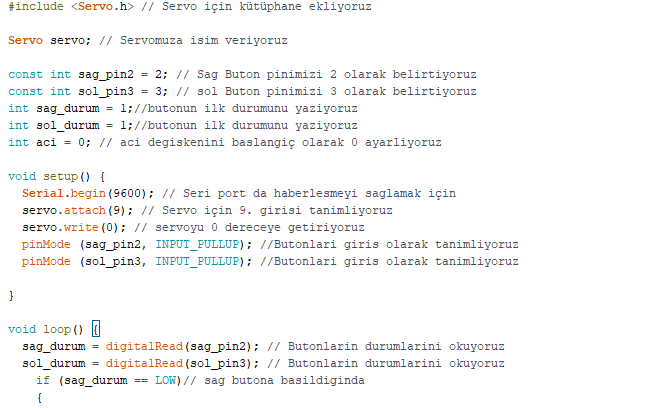 #include <Servo.h> // Servo için kütüphane ekliyoruz
Servo servo; // Servomuza isim veriyoruz
const int sag_pin2 = 2; // Sag Buton pinimizi 2 olarak belirtiyoruz
const int sol_pin3 = 3; // sol Buton pinimizi 3 olarak belirtiyoruz
int sag_durum = 1;//butonun ilk durumunu yaziyoruz
int sol_durum = 1;//butonun ilk durumunu yaziyoruz
int aci = 0; // aci degiskenini baslangiç olarak 0 ayarliyoruz
void setup() {
  Serial.begin(9600); // Seri port da haberlesmeyi saglamak için
  servo.attach(9); // Servo için 9. girisi tanimliyoruz
  servo.write(0); // servoyu 0 dereceye getiriyoruz
  pinMode (sag_pin2, INPUT_PULLUP); //Butonlari giris olarak tanimliyoruz
  pinMode (sol_pin3, INPUT_PULLUP); //Butonlari giris olarak tanimliyoruz
}
void loop() {
  sag_durum = digitalRead(sag_pin2); // Butonlarin durumlarini okuyoruz
  sol_durum = digitalRead(sol_pin3); // Butonlarin durumlarini okuyoruz
    if (sag_durum == LOW)// sag butona basildiginda
    {